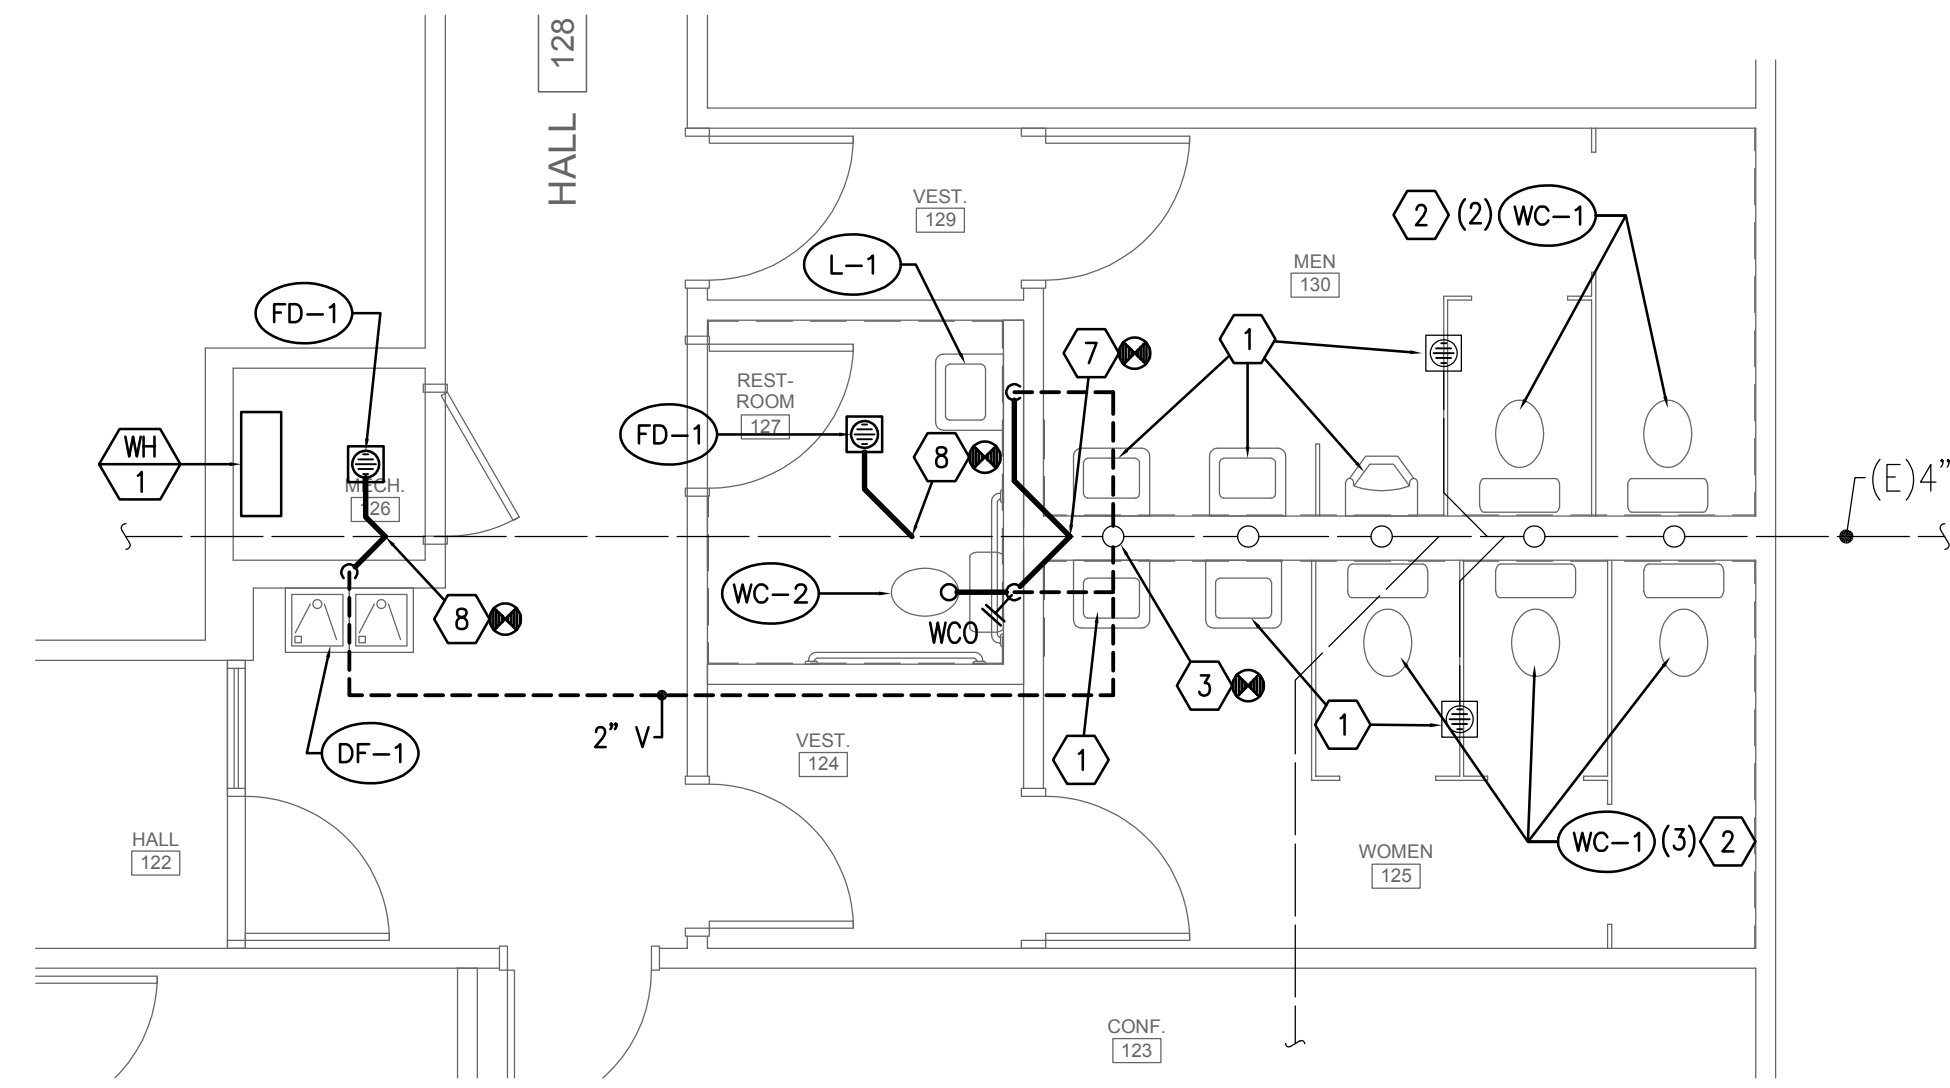 128
HALL
VEST.
129
2 (2) WC-1
L-1
MEN
130
FD-1
1
7
REST-
ROOM
127
FD-1
8
WH
1
MECH.
126
(E)4"
WC-2
8
WCO
3
1
2" V
DF-1
VEST.
124
1
HALL
122
WC-1 (3) 2
WOMEN
125
CONF.
123